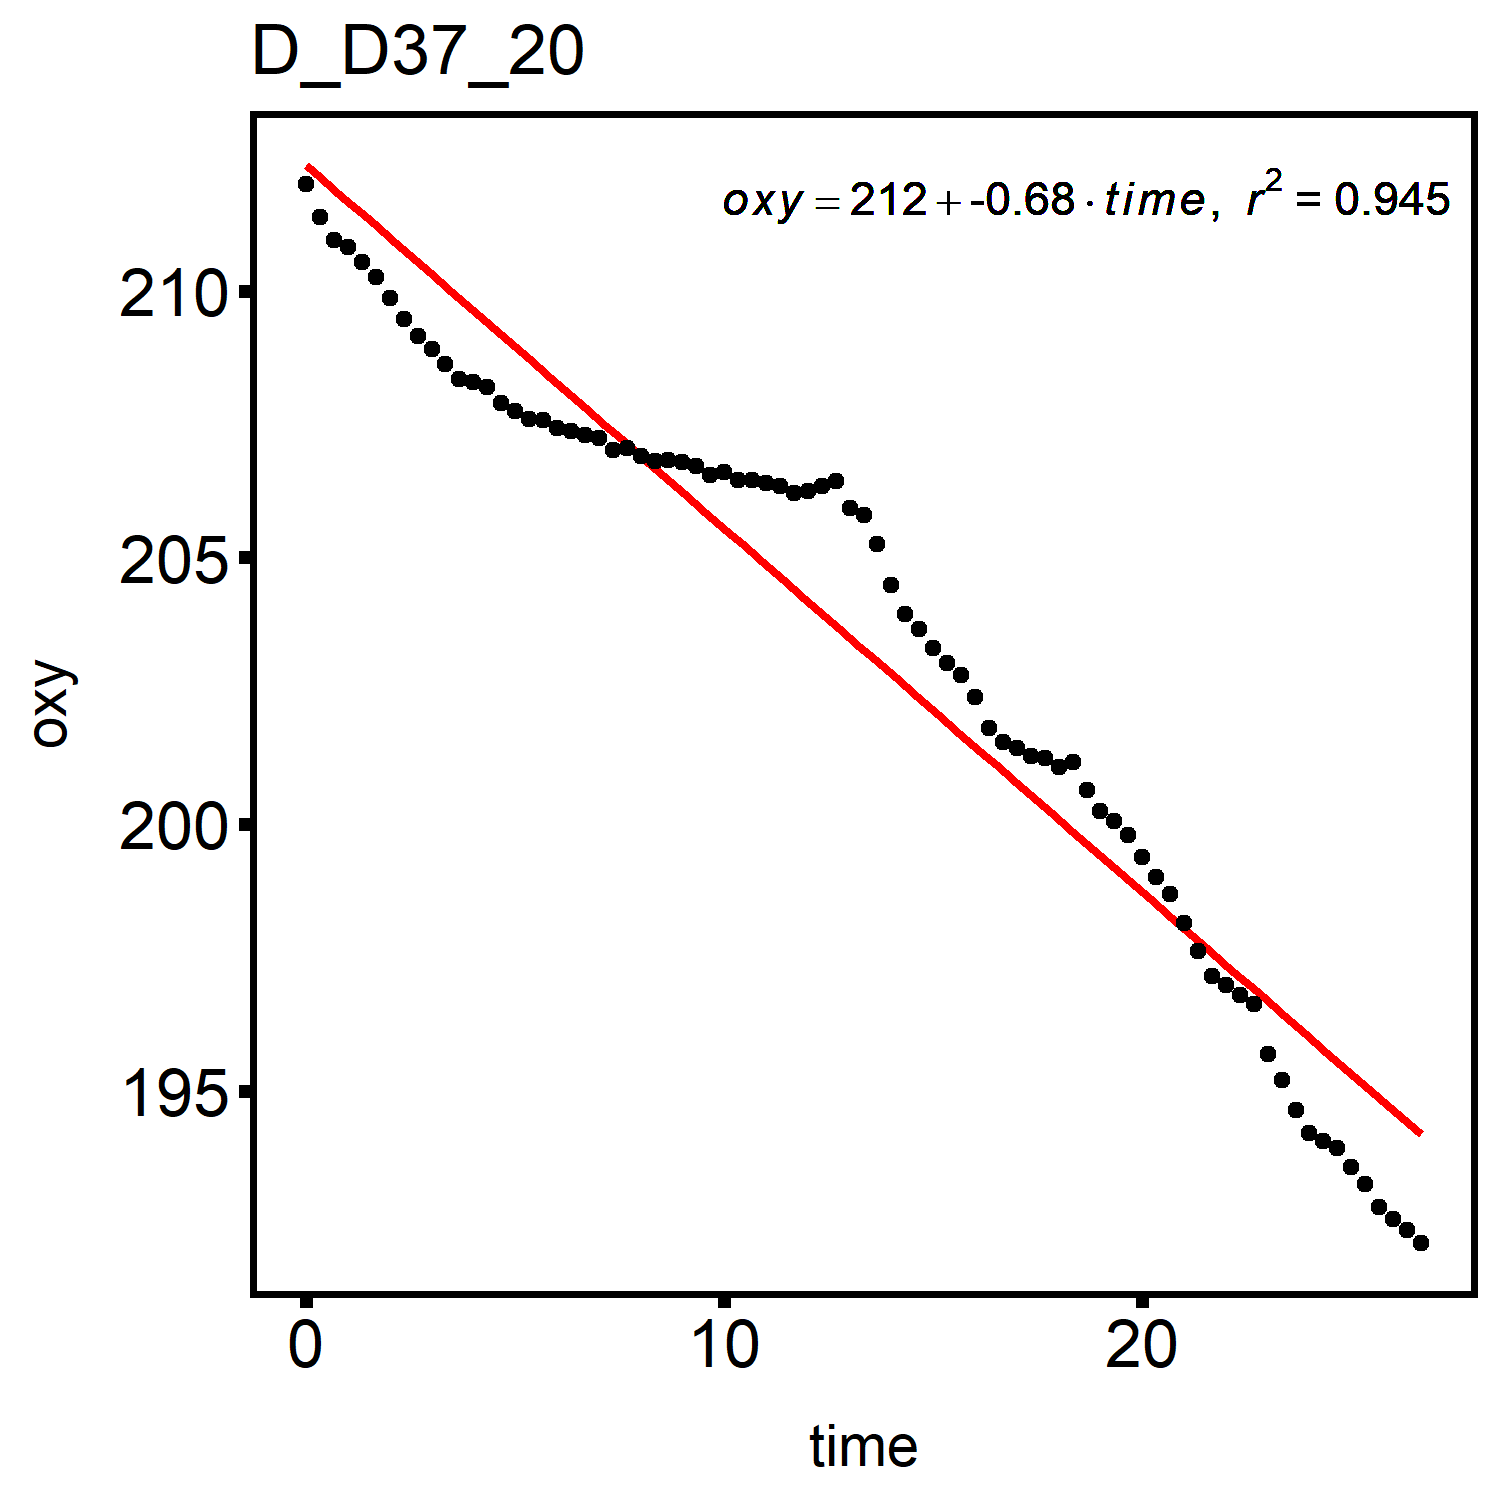 D_D37_20
oxy = 212 + -0.68 · time, r² = 0.945
210
205
200
195
oxy
0 10 20
time